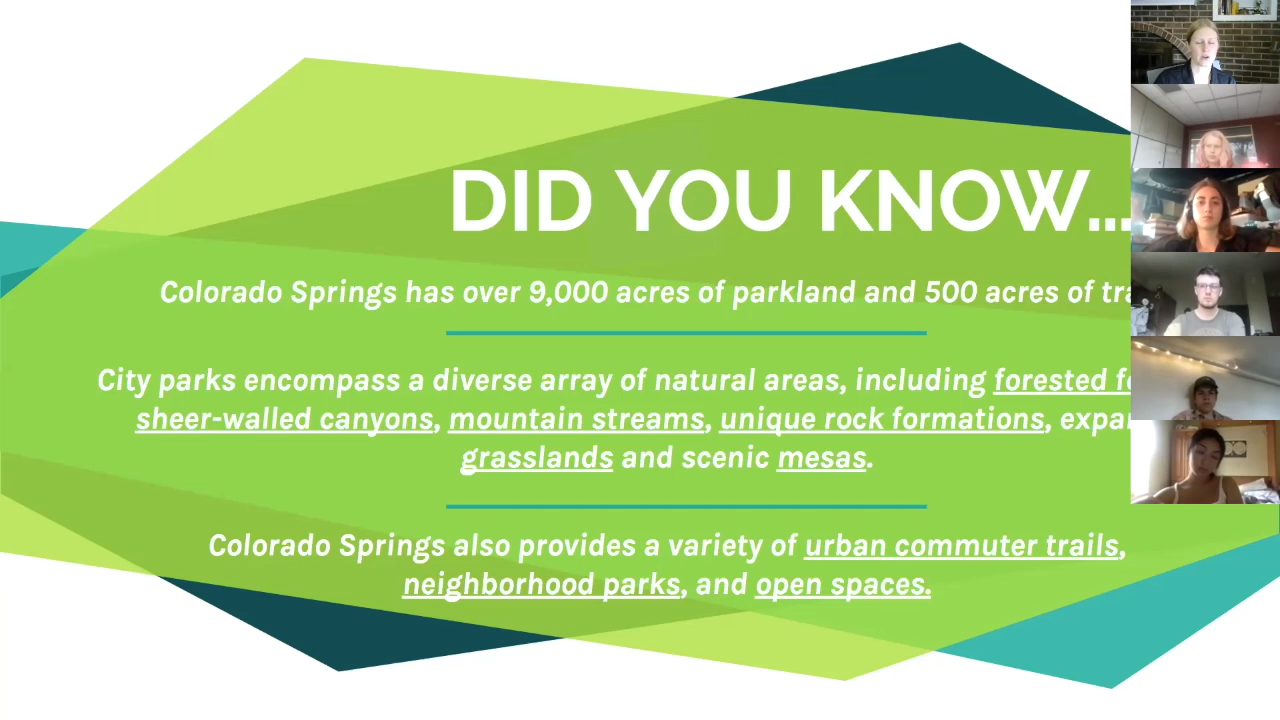 DID YOU KNOW...
Colorado Springs has over 9,000 acres of parkland and 500 acres of
City parks encompass a diverse array of natural areas, including forested
sheer-walled canyons, mountain streams, unique rock formations,
grasslands and scenic mesas.
Colorado Springs also provides a variety of urban commuter trails,
neighborhood parks, and open spaces.